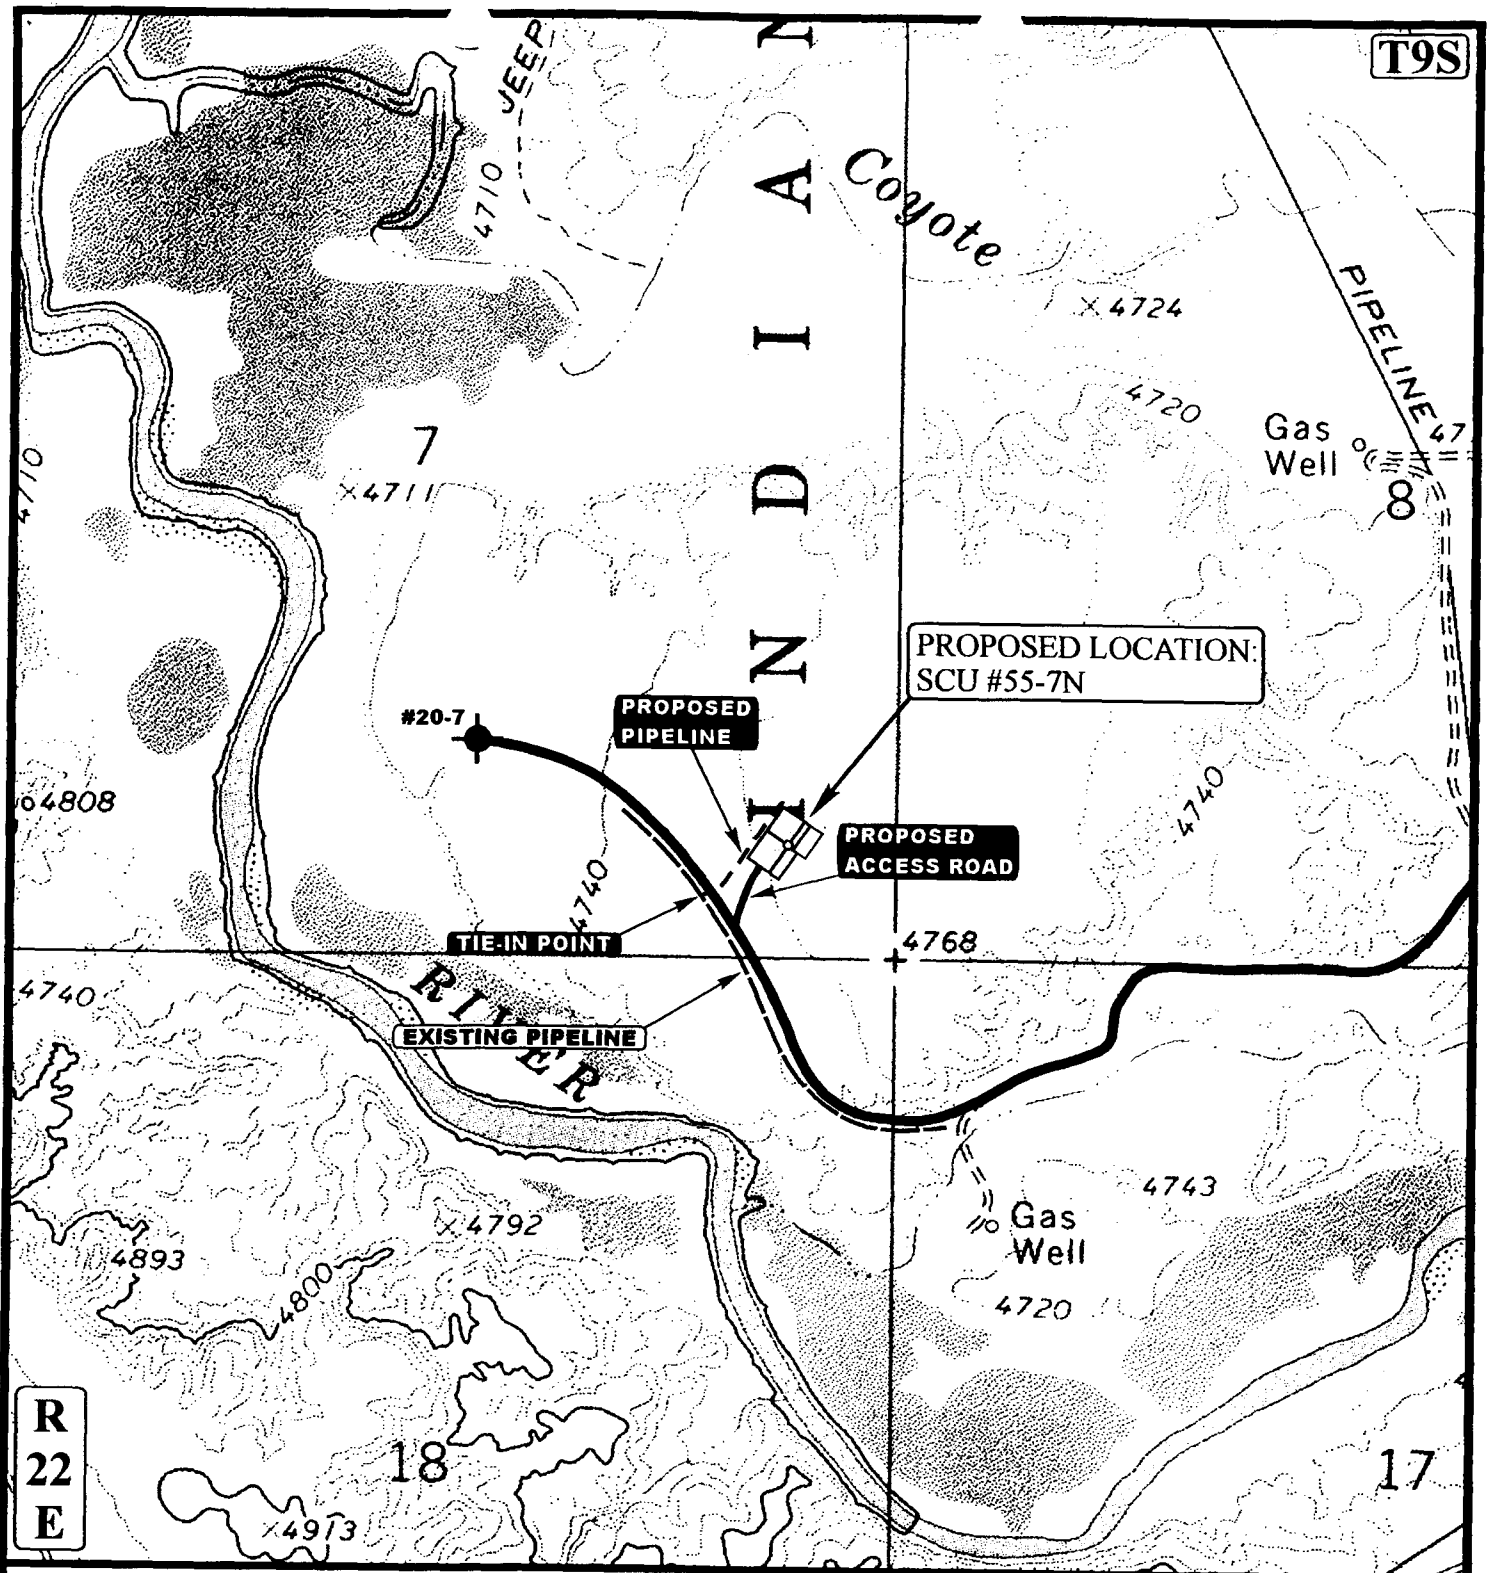 T9S
JEEP
N
A
I
D
N
I
Coyote
4710
4724
PIPELINE
4720
Gas
Well
47
8
7
4711
4710
PROPOSED LOCATION:
SCU #55-7N
#20-7
PROPOSED
PIPELINE
4808
4740
PROPOSED
ACCESS ROAD
4740
TIE-IN POINT
4768
4740
RIVER
EXISTING PIPELINE
4743
4792
Gas
Well
4893
4800
4720
R
22
E
18
17
4913